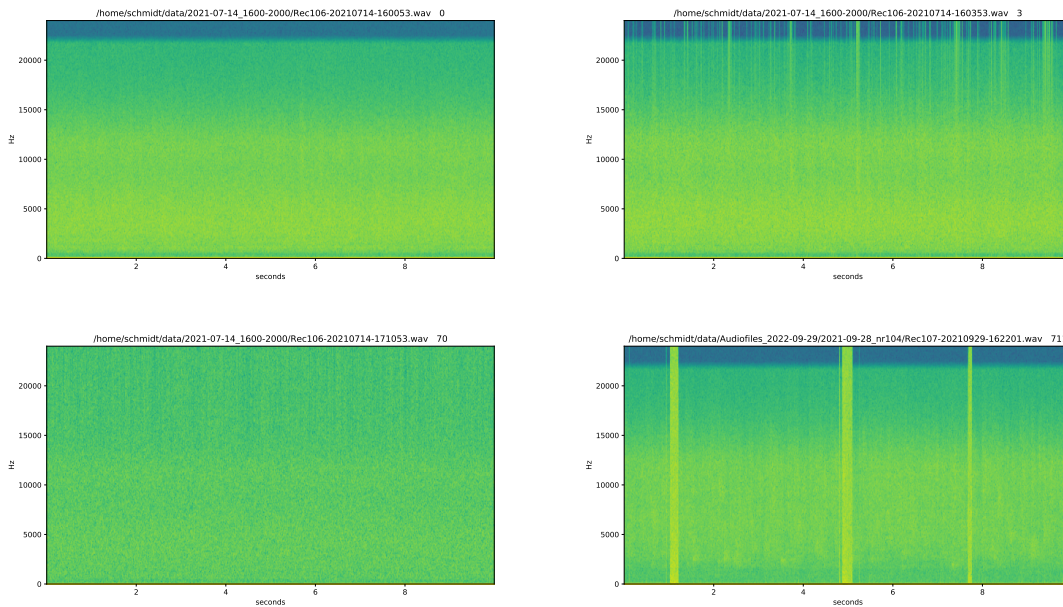 /home/schmidt/data/2021-07-14_1600-2000/Rec106-20210714-160053.wav 0
20000
15000
10000
5000
0
Hz
2 4 6 8
seconds
/home/schmidt/data/2021-07-14_1600-2000/Rec106-20210714-160353.wav 3
20000
15000
10000
5000
0
Hz
2 4 6 8
seconds
/home/schmidt/data/2021-07-14_1600-2000/Rec106-20210714-171053.wav 70
20000
15000
10000
5000
0
Hz
2 4 6 8
seconds
/home/schmidt/data/Audiofiles_2022-09-29/2021-09-28_nr104/Rec107-20210929-162201.wav 71
20000
15000
10000
5000
0
Hz
2 4 6 8
seconds